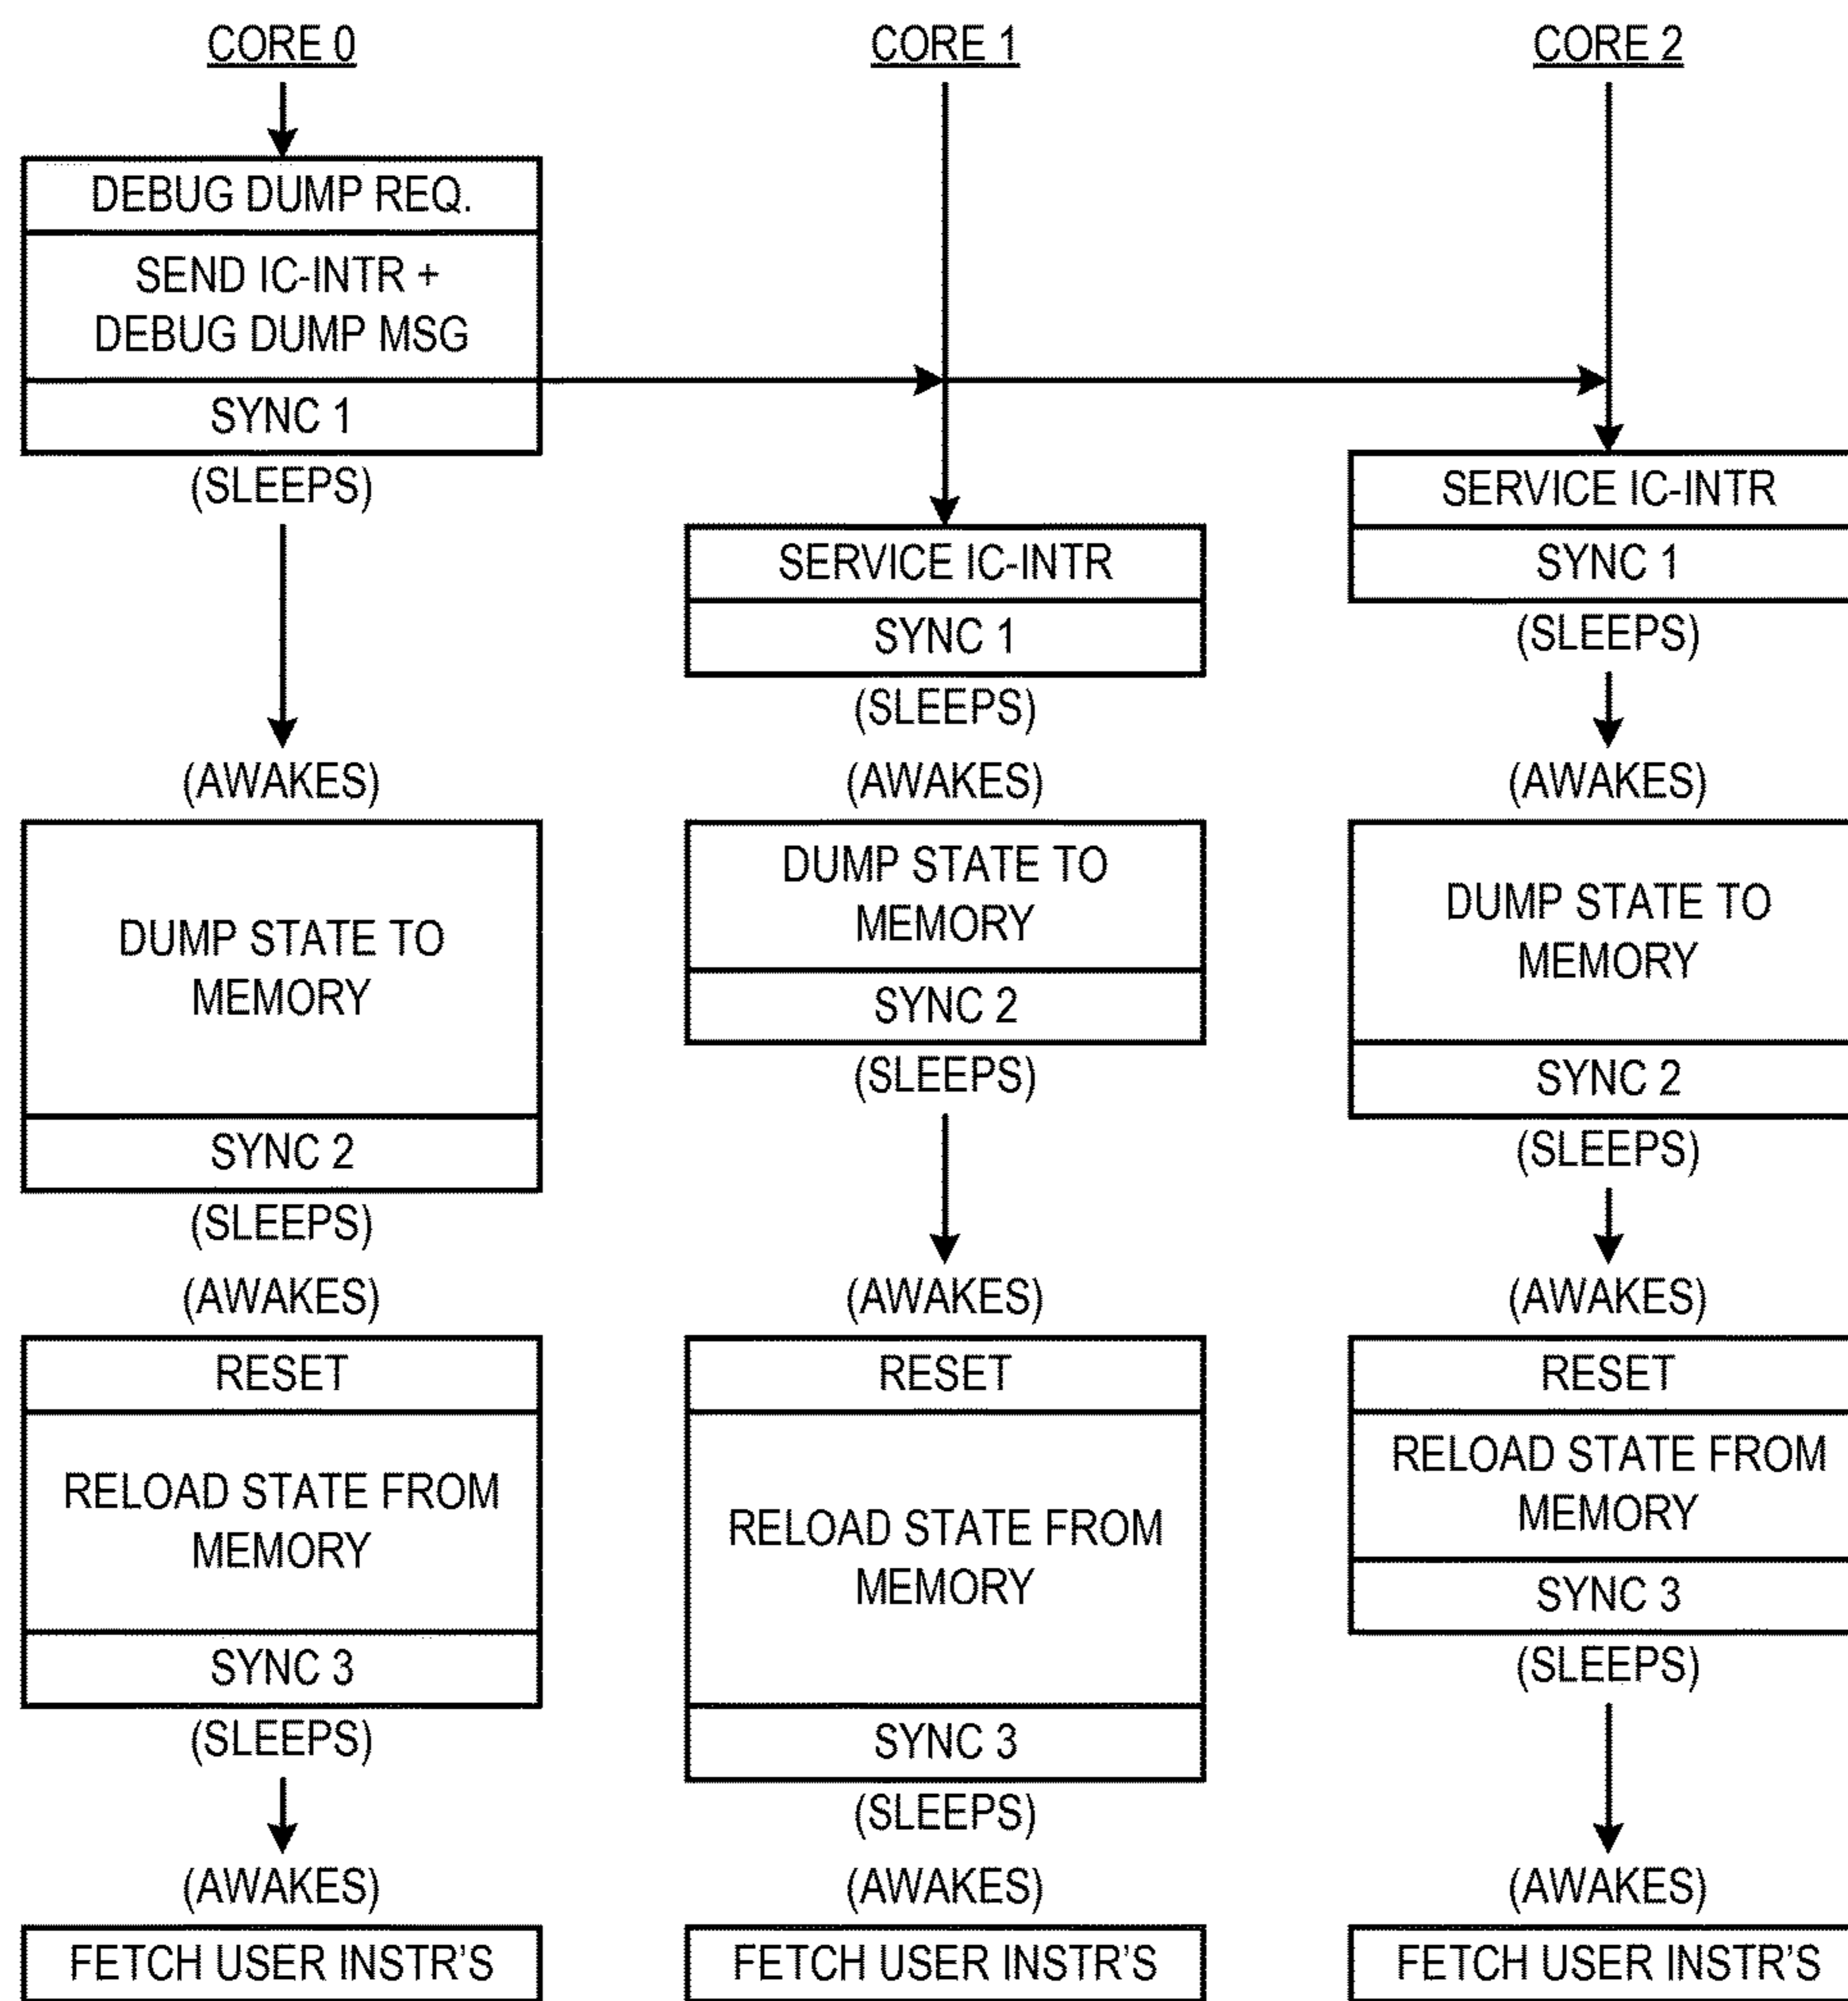 CORE 0
DEBUG DUMP REQ.
SEND IC-INTR +
DEBUG DUMP MSG
SYNC 1
(SLEEPS)
(AWAKES)
DUMP STATE TO
MEMORY
SYNC 2
(SLEEPS)
(AWAKES)
RESET
RELOAD STATE FROM
MEMORY
SYNC 3
(SLEEPS)
(AWAKES)
FETCH USER INSTR'S
CORE 1
SERVICE IC-INTR
SYNC 1
(SLEEPS)
(AWAKES)
DUMP STATE TO
MEMORY
SYNC 2
(SLEEPS)
(AWAKES)
RESET
RELOAD STATE FROM
MEMORY
SYNC 3
(SLEEPS)
(AWAKES)
FETCH USER INSTR'S
CORE 2
SERVICE IC-INTR
SYNC 1
(SLEEPS)
(AWAKES)
DUMP STATE TO
MEMORY
SYNC 2
(SLEEPS)
(AWAKES)
RESET
RELOAD STATE FROM
MEMORY
SYNC 3
(SLEEPS)
(AWAKES)
FETCH USER INSTR'S